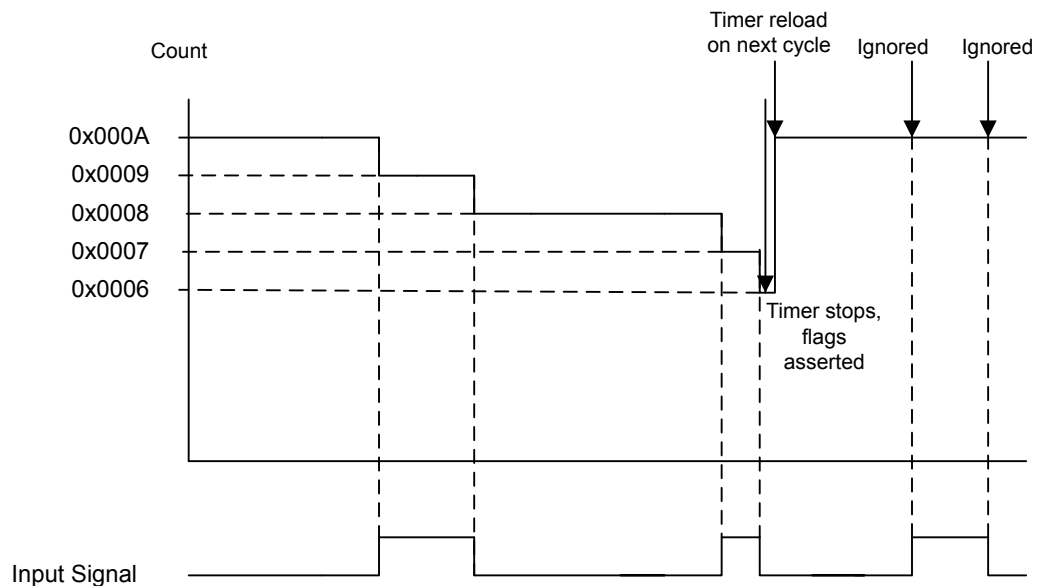 Timer reload
on next cycle
Ignored
Ignored
Count
0x000A
0x0009
0x0008
0x0007
0x0006
Timer stops,
flags
asserted
Input Signal